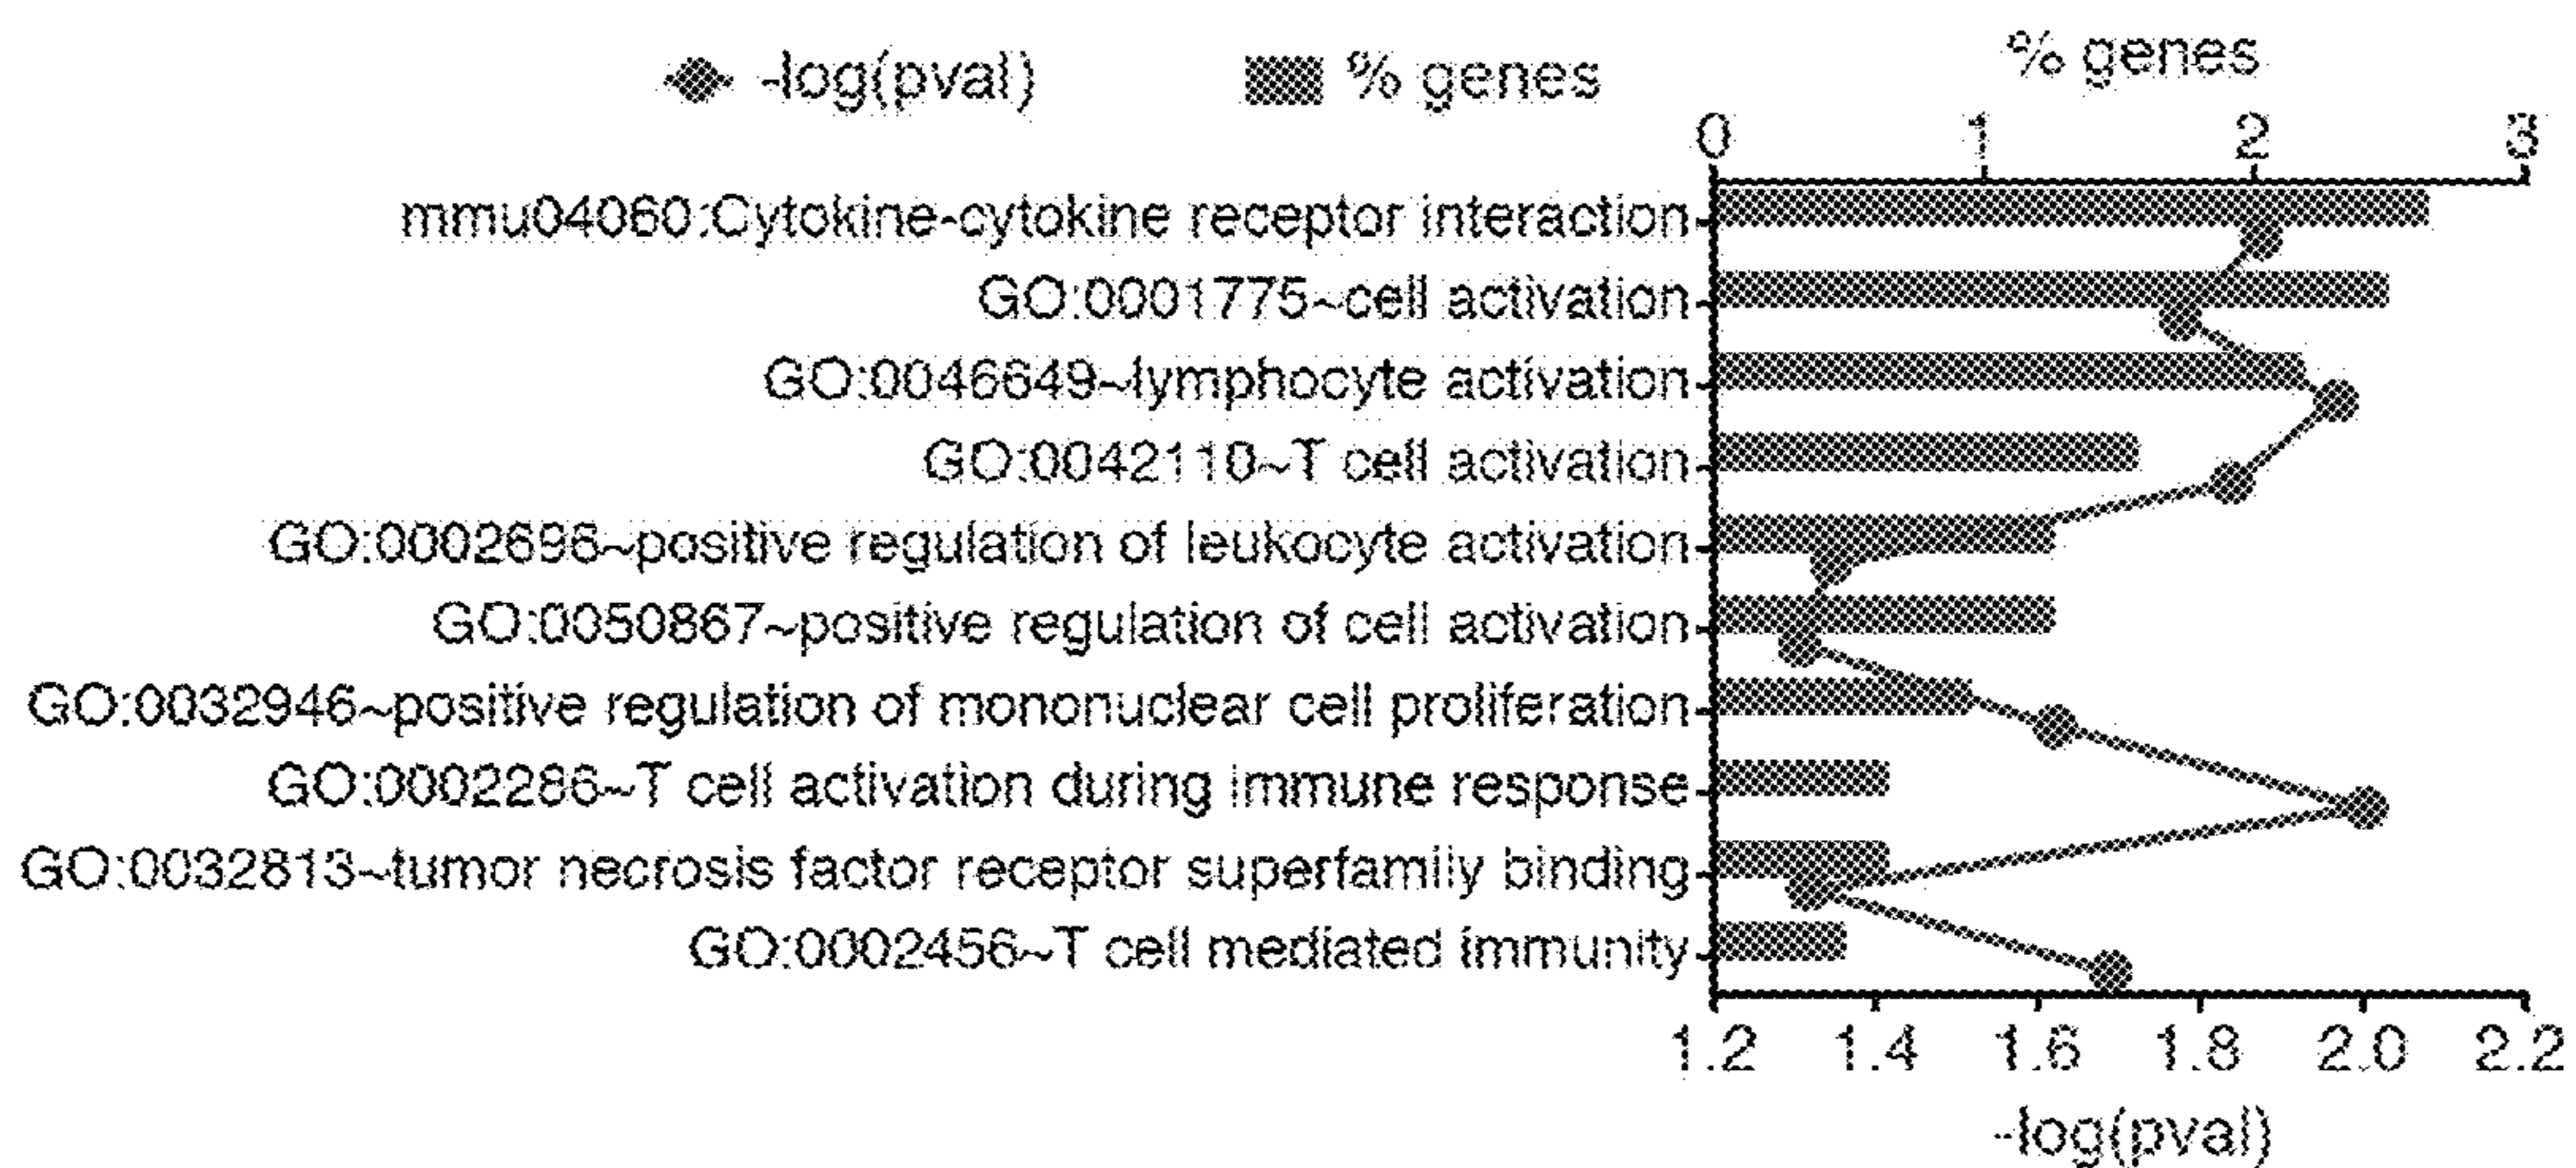 -log(pval) % genes
% genes
0 1 2 3
mmu04060:Cytokine-cytokine receptor interaction
GO:0001775~cell activation
GO:0046649~lymphocyte activation
GO:0042110~T cell activation
GO:0002696~positive regulation of leukocyte activation
GO:0050867~positive regulation of cell activation
GO:0032946~positive regulation of mononuclear cell proliferation
GO:0002286~T cell activation during immune response
GO:0032813~tumor necrosis factor receptor superfamily binding
GO:0002456~T cell mediated immunity
1.2 1.4 1.6 1.8 2.0 2.2
-log(pval)